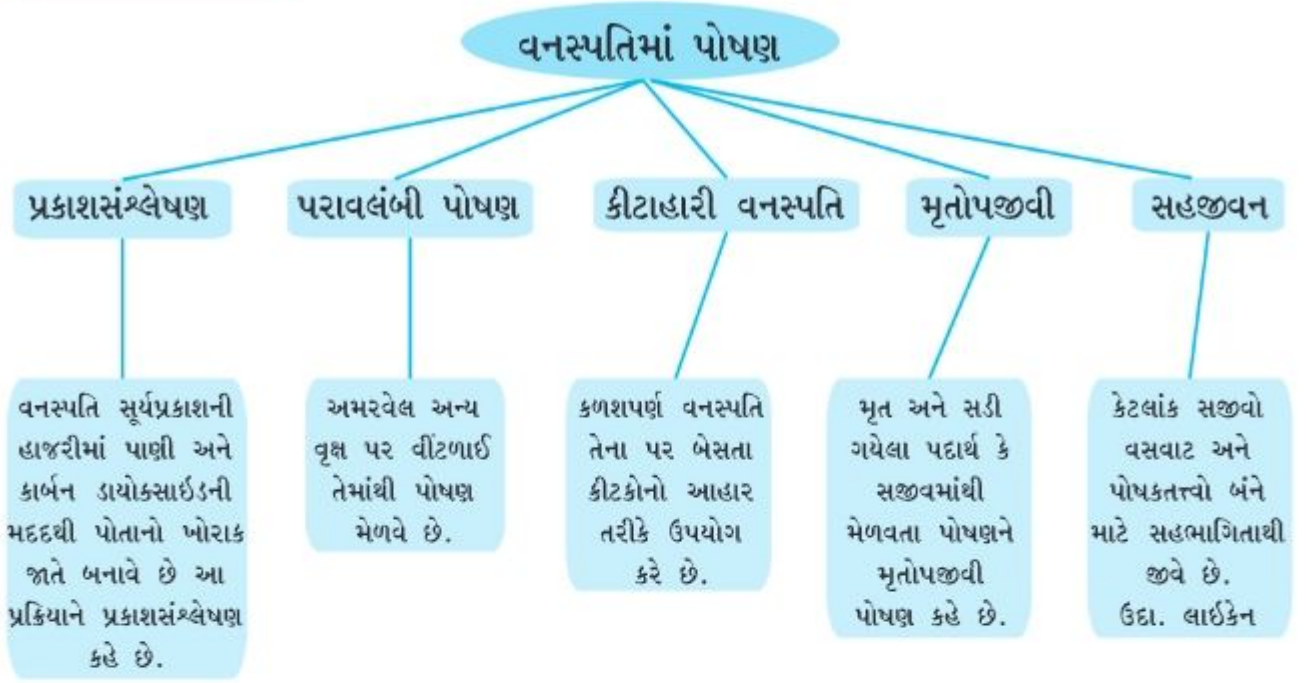 વનસ્પતિમાં પોષણ
પ્રકાશસંશ્લેષણ
પરાવલંબી પોષણ
કીટાહારી વનસ્પતિ
મૃતોપજીવી
સહજીવન
વનસ્પતિ સૂર્યપ્રકાશની
હાજરીમાં પાણી અને
કાર્બન ડાયોક્સાઇડની
મદદથી પોતાનો ખોરાક
જાતે બનાવે છે આ
પ્રક્રિયાને પ્રકાશસંશ્લેષણ
કહે છે.
અમરવેલ અન્ય
વૃક્ષ પર વીંટળાઈ
તેમાંથી પોષણ
મેળવે છે.
કળશપર્ણ વનસ્પતિ
તેના પર બેસતા
કીટકોનો આહાર
તરીકે ઉપયોગ
કરે છે.
મૃત અને સડી
ગયેલા પદાર્થ કે
સજીવમાંથી
મેળવતા પોષણને
મૃતોપજીવી
પોષણ કહે છે.
કેટલાંક સજીવો
વસવાટ અને
પોષકતત્ત્વો બંને
માટે સહભાગિતાથી
જીવે છે.
ઉદા. લાઈકેન